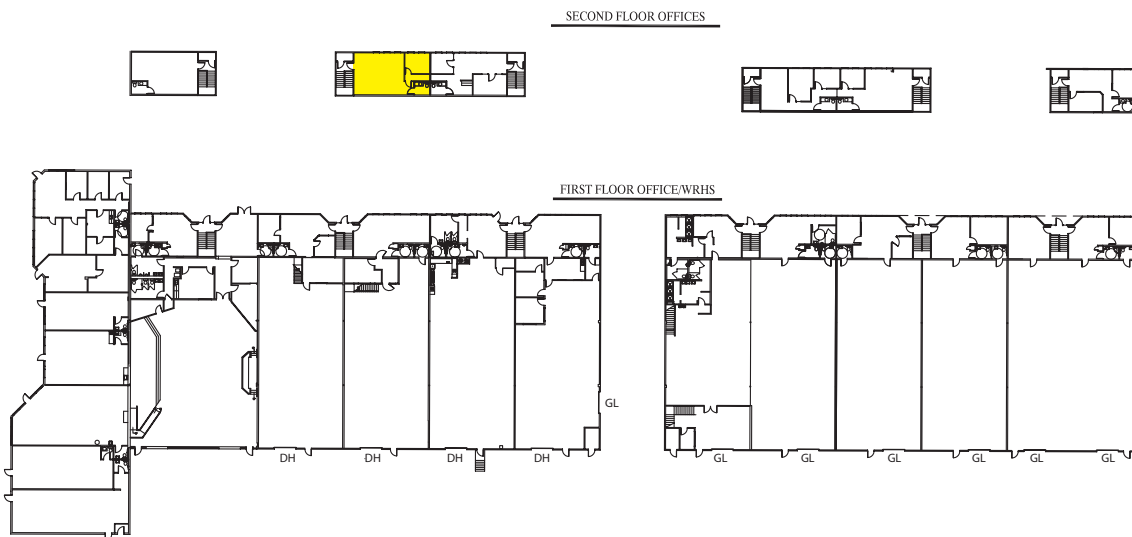 SECOND FLOOR OFFICES
FIRST FLOOR OFFICE/WRHS
GL
DH DH DH DH
GL GL GL GL GL GL